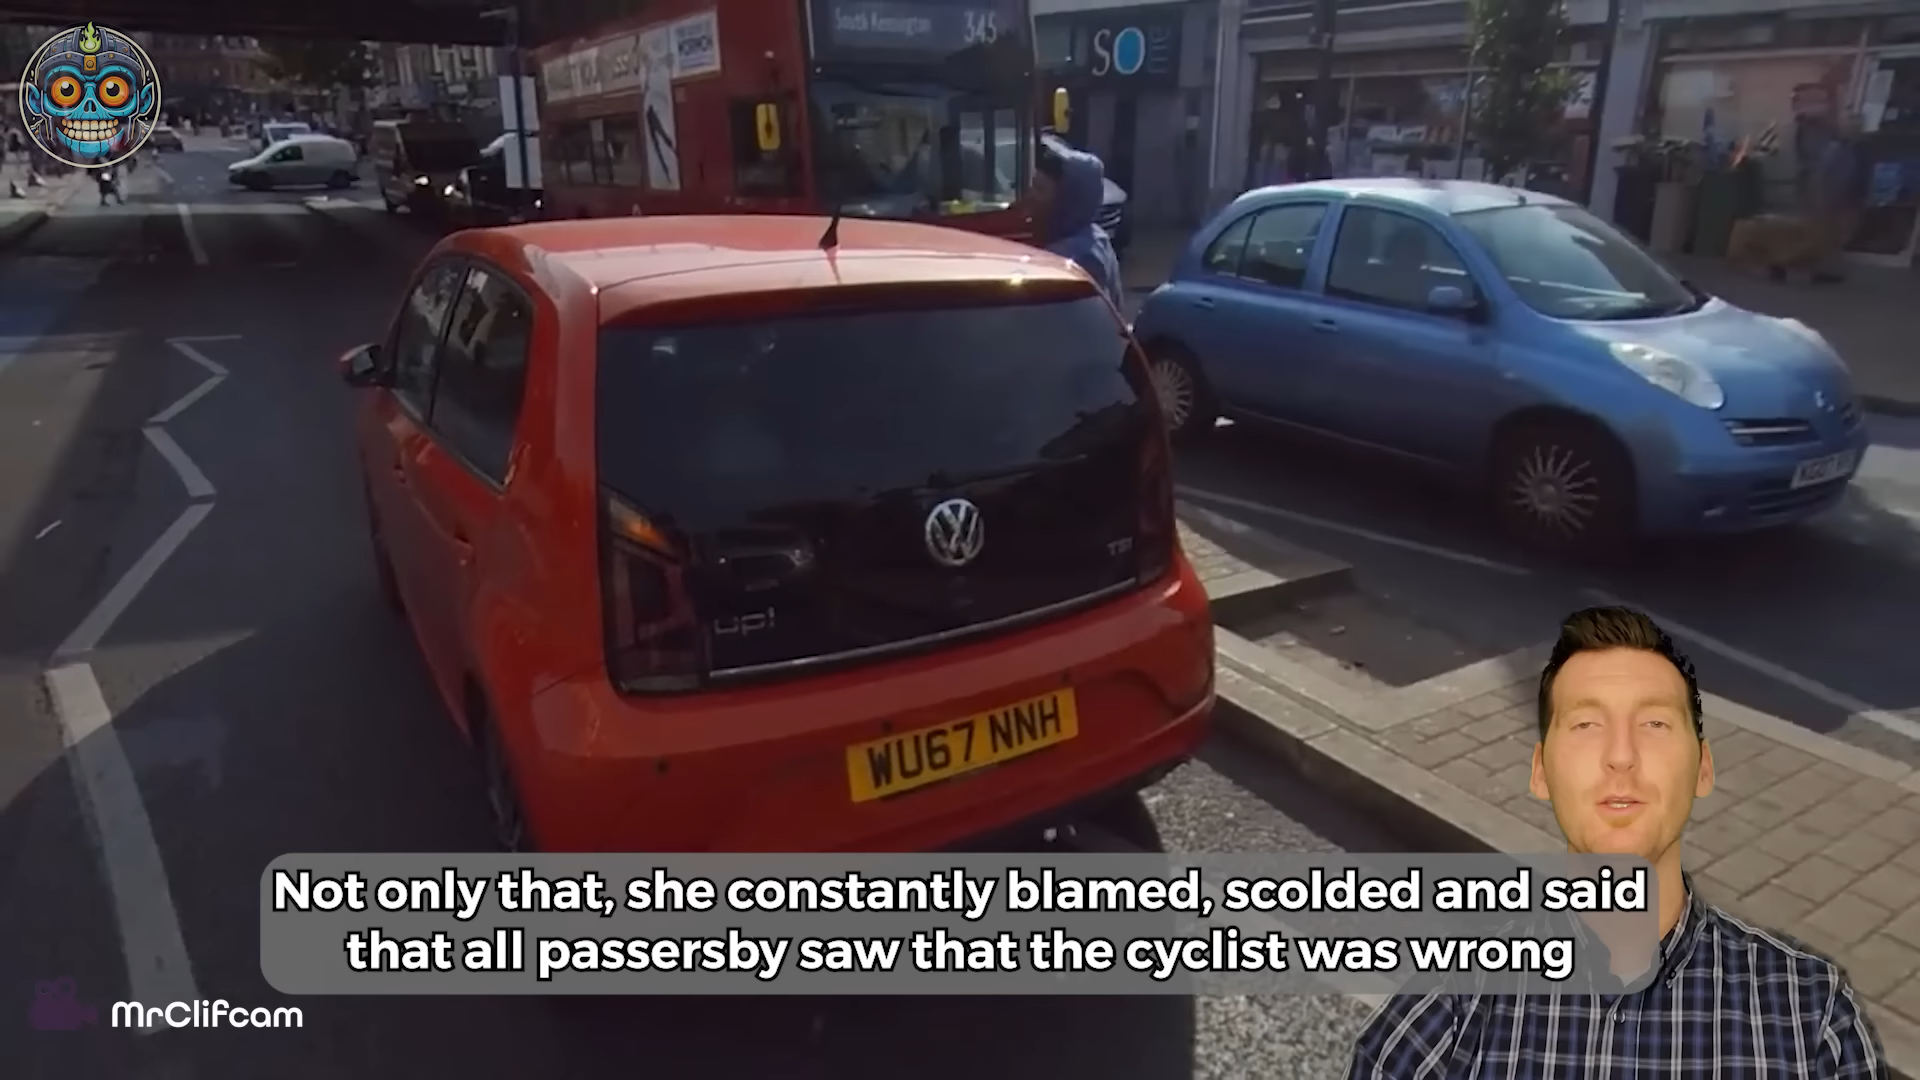 South Kensington 345
SO
up!
TSI
WU67 NNH
Not only that, she constantly blamed, scolded and said
that all passersby saw that the cyclist was wrong
MrClifcam